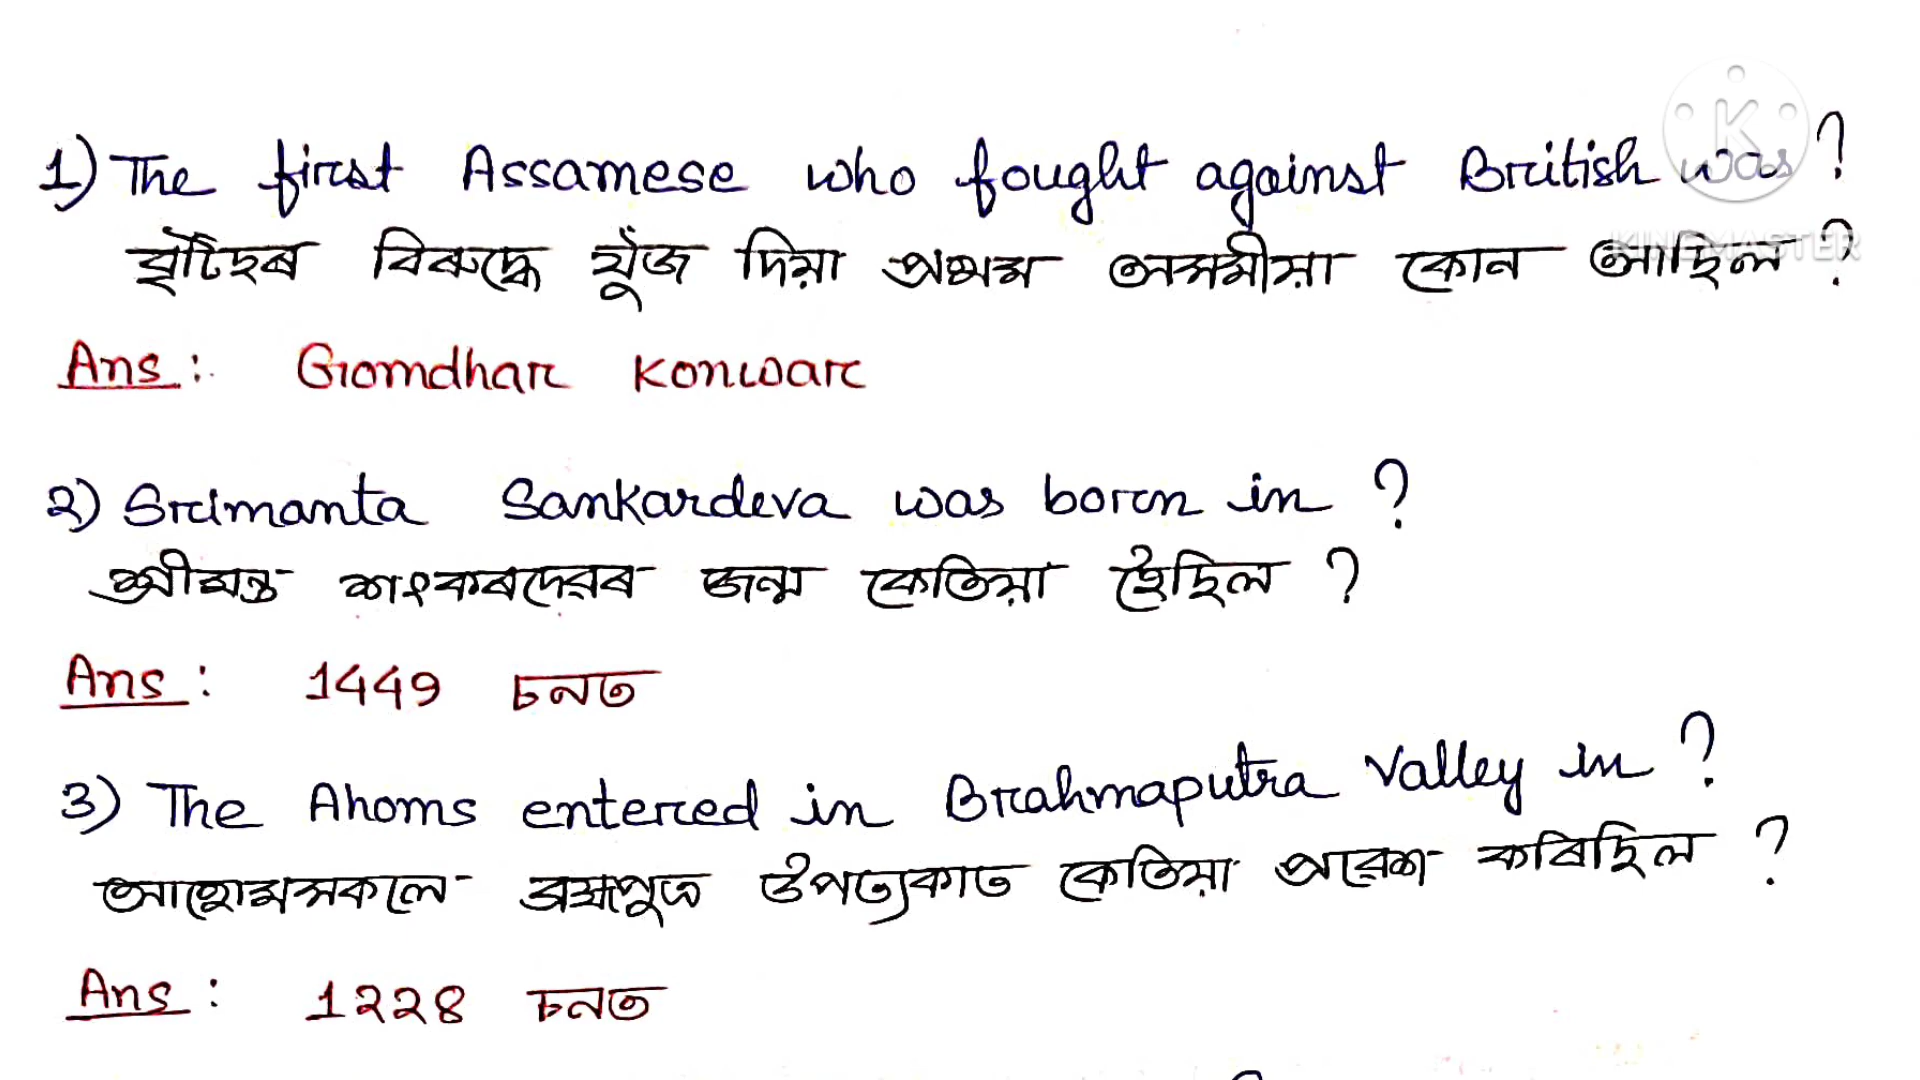 K
KINEMASTER
1) The first Assamese who fought against British was ?
ব্ৰটিছৰ বিৰুদ্ধে যুঁজ দিয়া প্ৰথম অসমীয়া কোন আছিল ?
Ans : Gomdhar Konwar
2) Srimanta Sankardeva was born in ?
শ্ৰীমন্ত শংকৰদেৱৰ জন্ম কেতিয়া হৈছিল ?
Ans : 1449 চনত
3) The Ahoms entered in Brahmaputra Valley in ?
আহোমসকলে ব্ৰহ্মপুত্ৰ উপত্যকাত কেতিয়া প্ৰৱেশ কৰিছিল ?
Ans : 1228 চনত